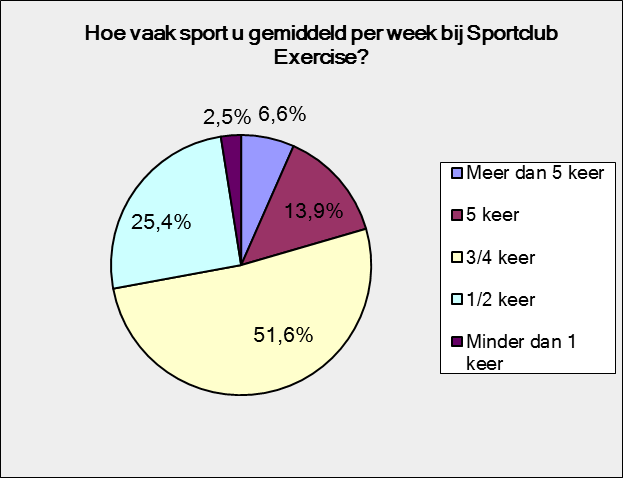 Hoe vaak sport u gemiddeld per week bij Sportclub
Exercise?
2,5%
6,6%
13,9%
25,4%
51,6%
Meer dan 5 keer
5 keer
3/4 keer
1/2 keer
Minder dan 1
keer